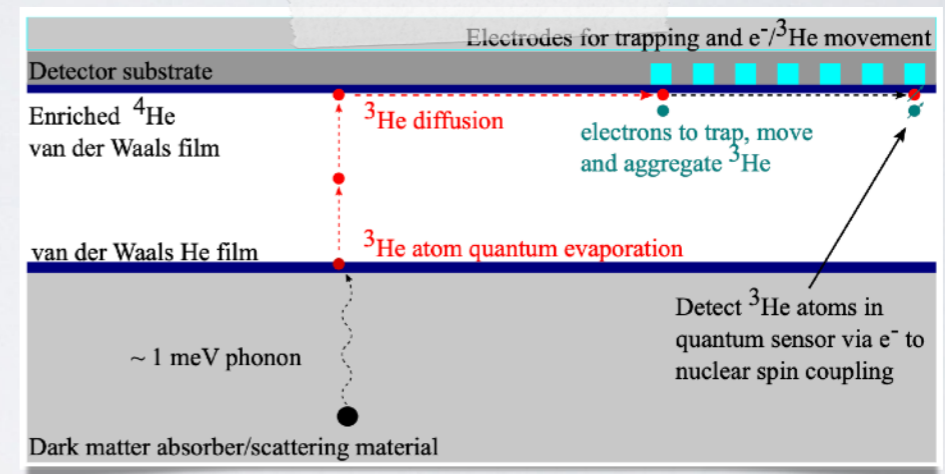 Electrodes for trapping and e⁻/³He movement
Detector substrate
Enriched ⁴He
van der Waals film
³He diffusion
electrons to trap, move
and aggregate ³He
van der Waals He film
³He atom quantum evaporation
Detect ³He atoms in
quantum sensor via e⁻ to
nuclear spin coupling
~ 1 meV phonon
Dark matter absorber/scattering material